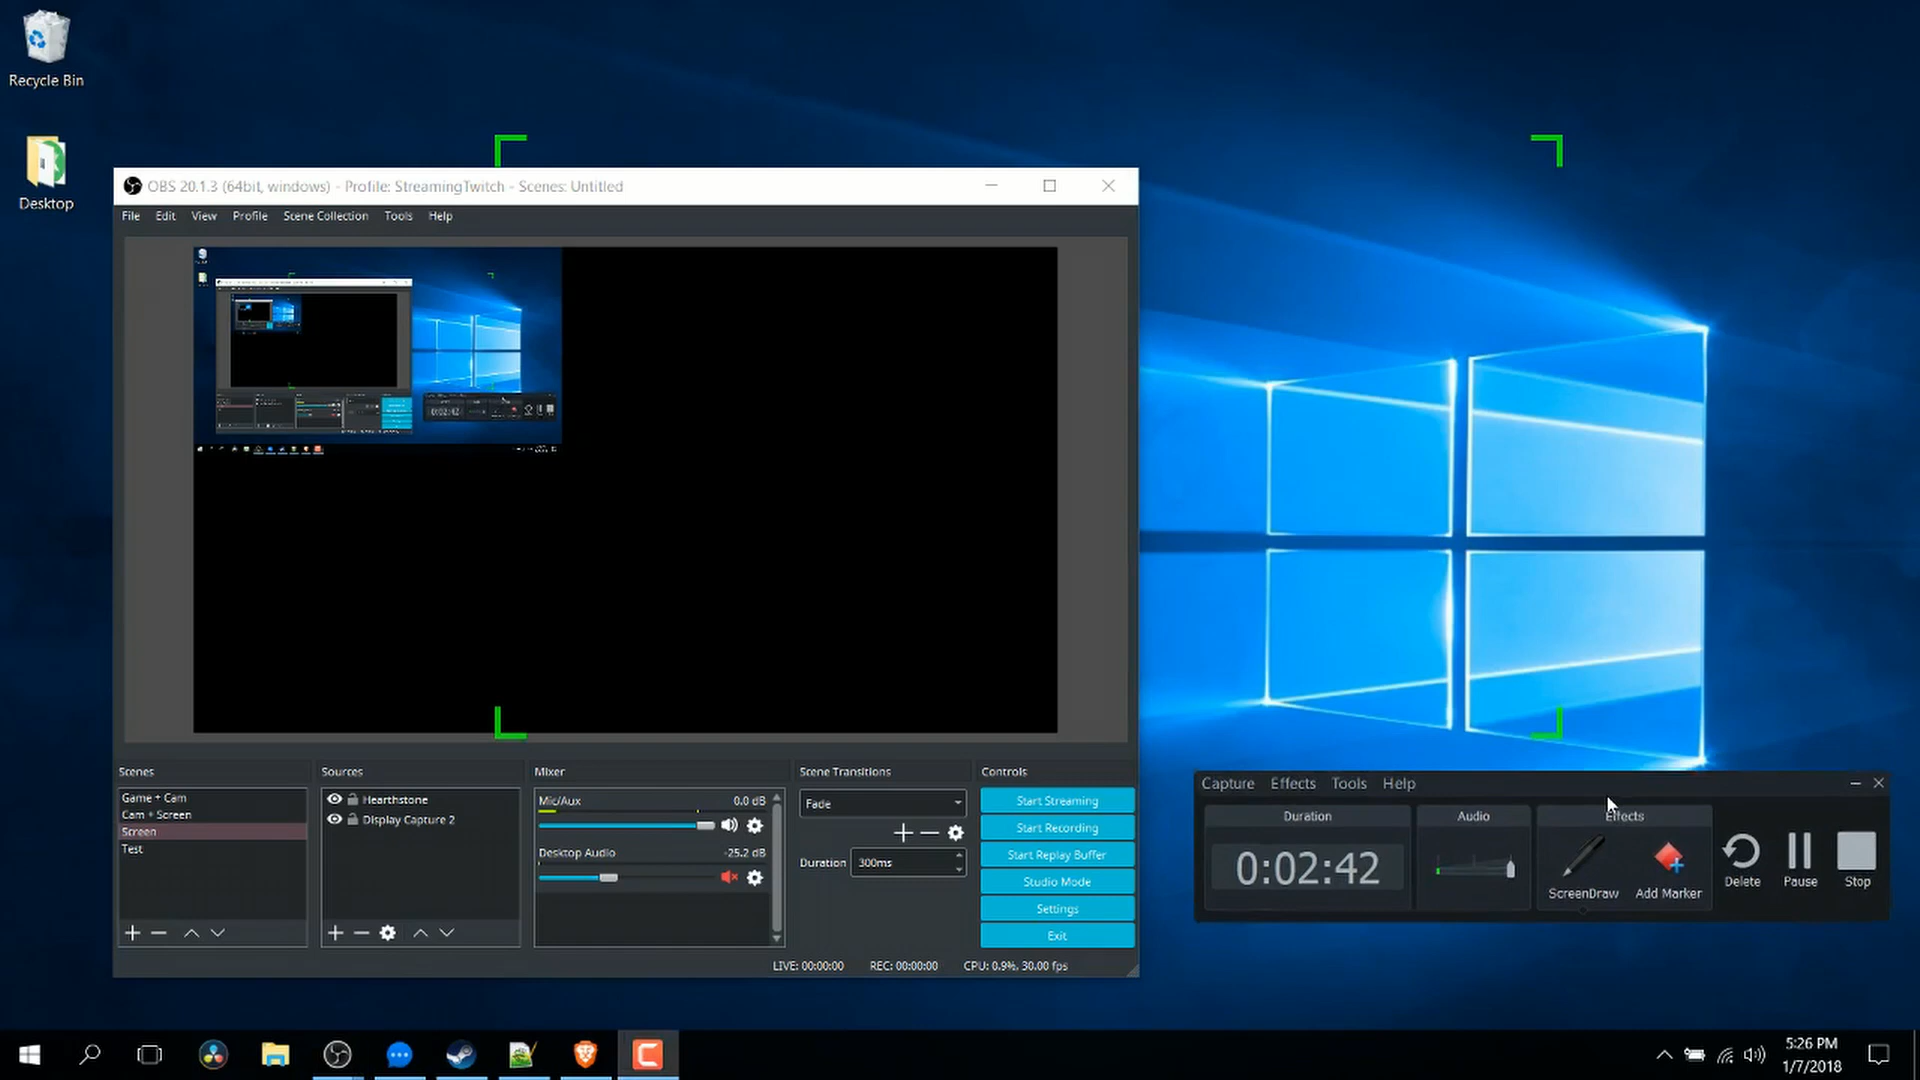 Recycle Bin
Desktop
OBS 20.1.3 (64bit, windows) - Profile: StreamingTwitch - Scenes: Untitled
File Edit View Profile Scene Collection Tools Help
0:02:42
Scenes
Game + Cam
Cam + Screen
Screen
Test
Sources
Hearthstone
Display Capture 2
Mixer
Mic/Aux 0.0 dB
Desktop Audio -25.2 dB
Scene Transitions
Fade
Duration 300ms
Controls
Start Streaming
Start Recording
Start Replay Buffer
Studio Mode
Settings
Exit
LIVE: 00:00:00 REC: 00:00:00 CPU: 0.9%, 30.00 fps
Capture Effects Tools Help
Duration Audio Effects
0:02:42
ScreenDraw Add Marker Delete Pause Stop
5:26 PM
1/7/2018